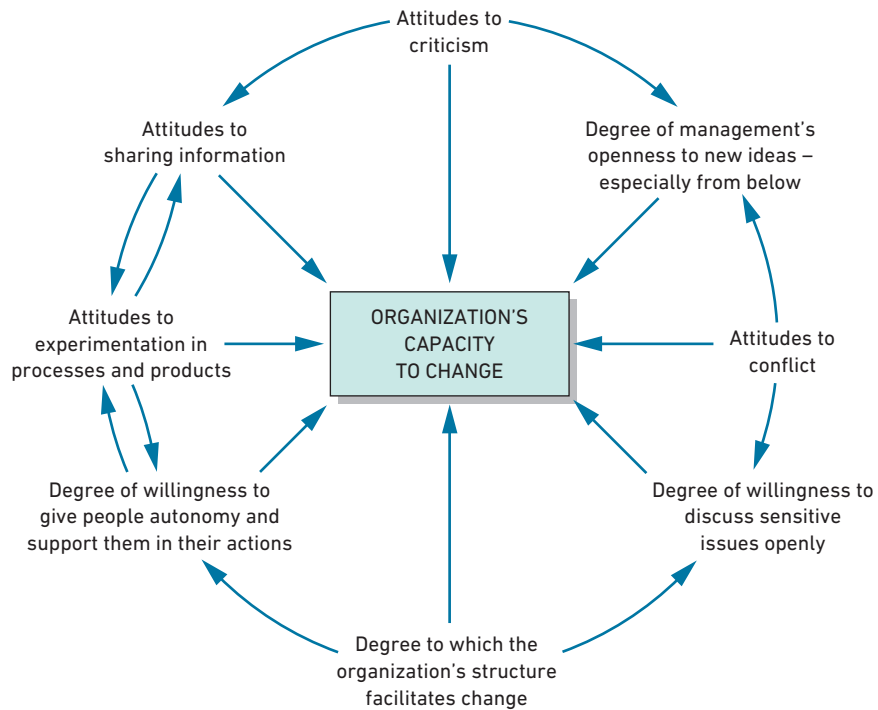 Attitudes to
criticism
Attitudes to
sharing information
Degree of management's
openness to new ideas –
especially from below
ORGANIZATION'S
CAPACITY
TO CHANGE
Attitudes to
experimentation in
processes and products
Attitudes to
conflict
Degree of willingness to
give people autonomy and
support them in their actions
Degree of willingness to
discuss sensitive
issues openly
Degree to which the
organization's structure
facilitates change